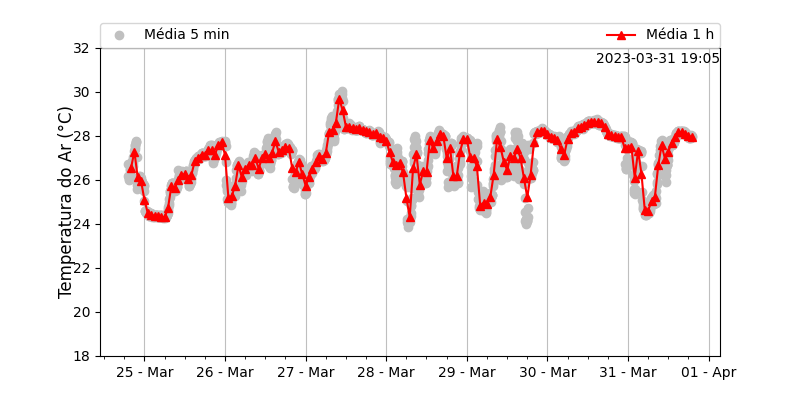 Média 5 min
Média 1 h
2023-03-31 19:05
Temperatura do Ar (°C)
32
30
28
26
24
22
20
18
25 - Mar
26 - Mar
27 - Mar
28 - Mar
29 - Mar
30 - Mar
31 - Mar
01 - Apr